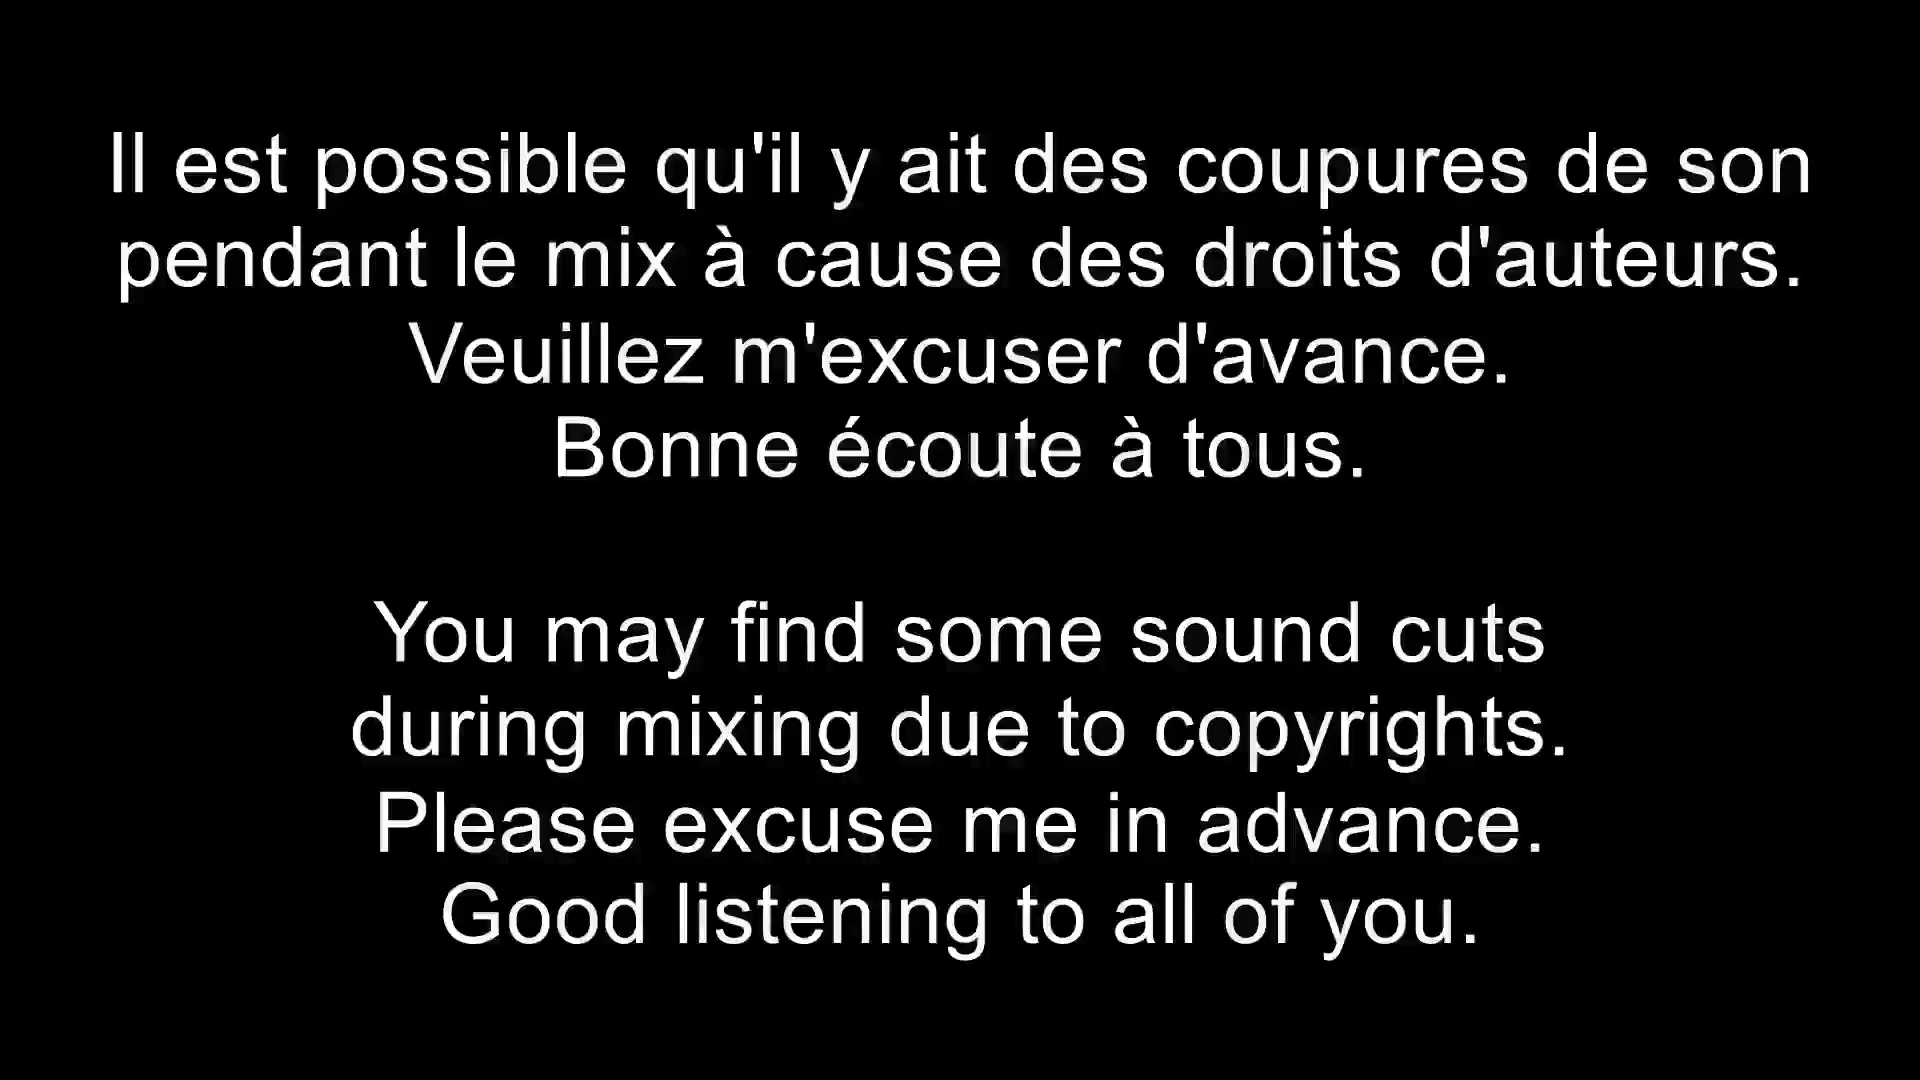 Il est possible qu'il y ait des coupures de son
pendant le mix à cause des droits d'auteurs.
Veuillez m'excuser d'avance.
Bonne écoute à tous.
You may find some sound cuts
during mixing due to copyrights.
Please excuse me in advance.
Good listening to all of you.